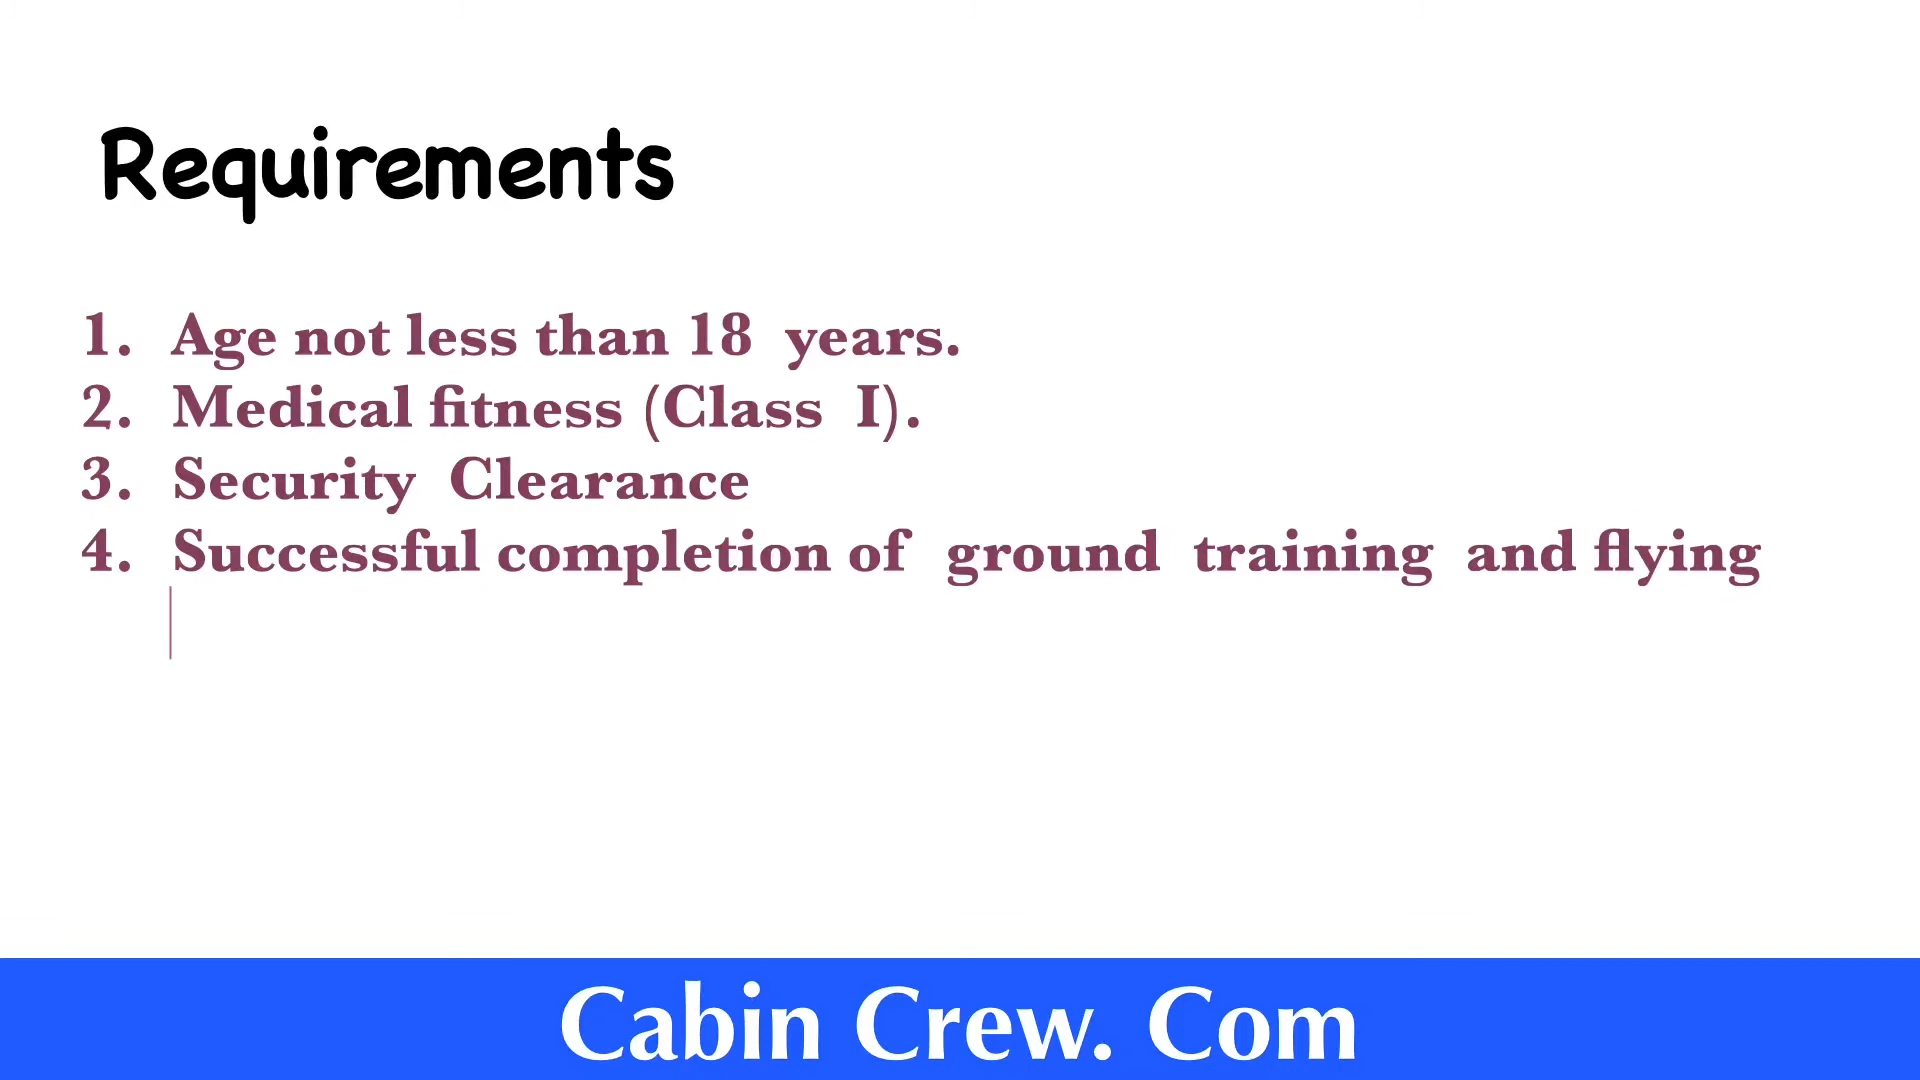 Requirements
1. Age not less than 18 years.
2. Medical fitness (Class I).
3. Security Clearance
4. Successful completion of ground training and flying
Cabin Crew. Com